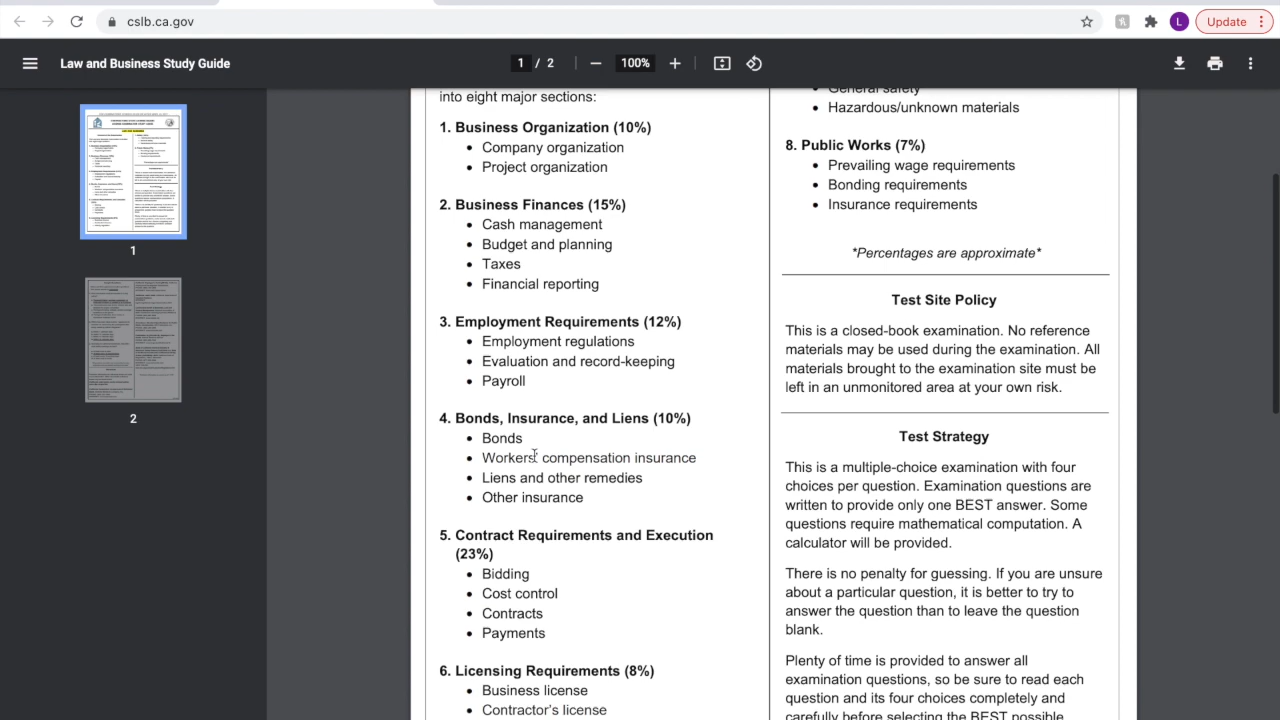 cslb.ca.gov
L
Update
Law and Business Study Guide
1 / 2
100%
1
2
into eight major sections:
1. Business Organization (10%)
• Company organization
• Project organization
2. Business Finances (15%)
• Cash management
• Budget and planning
• Taxes
• Financial reporting
3. Employment Requirements (12%)
• Employment regulations
• Evaluation and record-keeping
• Payroll
4. Bonds, Insurance, and Liens (10%)
• Bonds
• Workers' compensation insurance
• Liens and other remedies
• Other insurance
5. Contract Requirements and Execution
(23%)
• Bidding
• Cost control
• Contracts
• Payments
6. Licensing Requirements (8%)
• Business license
• Contractor's license
• General safety
• Hazardous/unknown materials
8. Public Works (7%)
• Prevailing wage requirements
• Bonding requirements
• Insurance requirements
*Percentages are approximate*
Test Site Policy
This is a closed-book examination. No reference
materials may be used during the examination. All
materials brought to the examination site must be
left in an unmonitored area at your own risk.
Test Strategy
This is a multiple-choice examination with four
choices per question. Examination questions are
written to provide only one BEST answer. Some
questions require mathematical computation. A
calculator will be provided.
There is no penalty for guessing. If you are unsure
about a particular question, it is better to try to
answer the question than to leave the question
blank.
Plenty of time is provided to answer all
examination questions, so be sure to read each
question and its four choices completely and
carefully before selecting the BEST possible